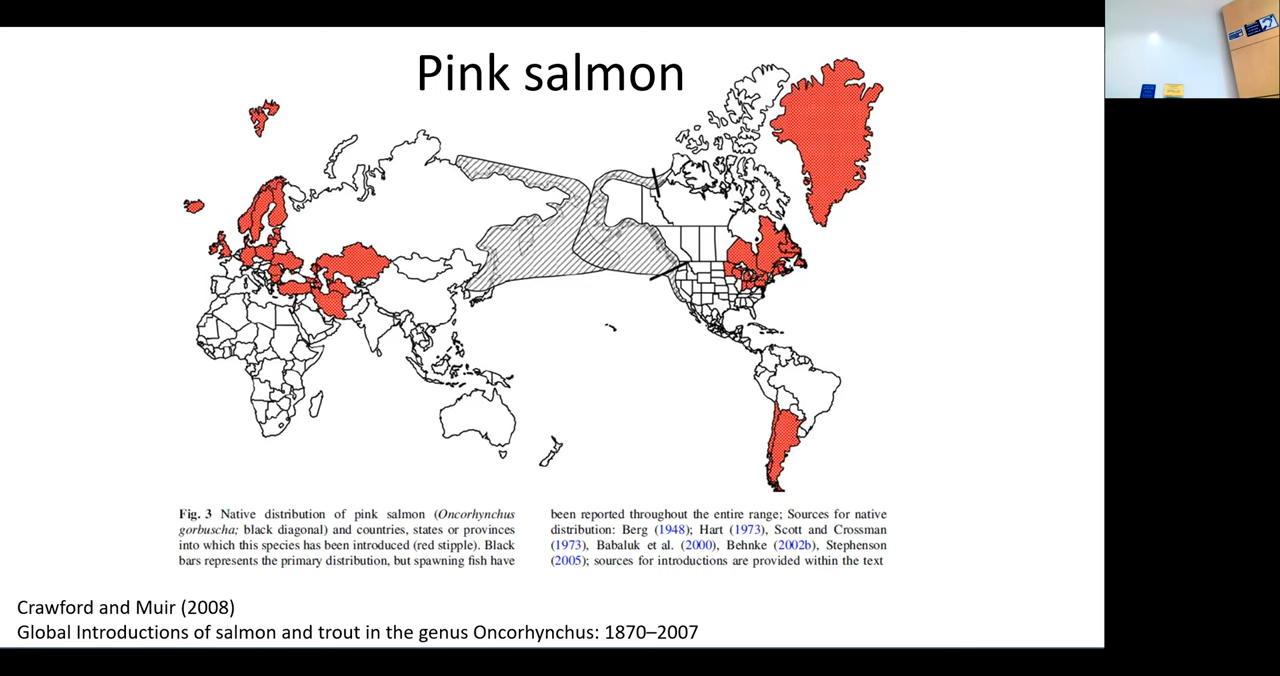 Pink salmon
Fig. 3 Native distribution of pink salmon (Oncorhynchus
gorbuscha; black diagonal) and countries, states or provinces
into which this species has been introduced (red stipple). Black
bars represents the primary distribution, but spawning fish have
been reported throughout the entire range; Sources for native
distribution: Berg (1948); Hart (1973), Scott and Crossman
(1973), Babaluk et al. (2000), Behnke (2002b), Stephenson
(2005); sources for introductions are provided within the text
Crawford and Muir (2008)
Global Introductions of salmon and trout in the genus Oncorhynchus: 1870–2007